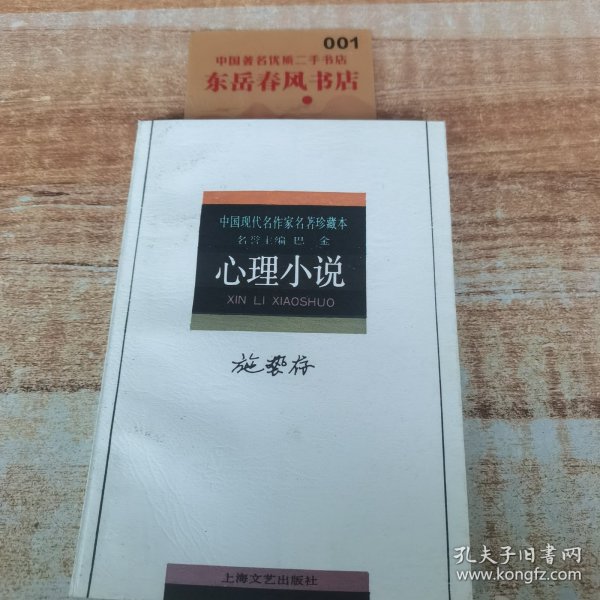 001
中国著名优质二手书店
东岳春风书店
中国现代名作家名著珍藏本
名誉主编 巴 金
心理小说
XIN LI XIAOSHUO
施蛰存
上海文艺出版社
孔夫子旧书网
www.kongfz.com